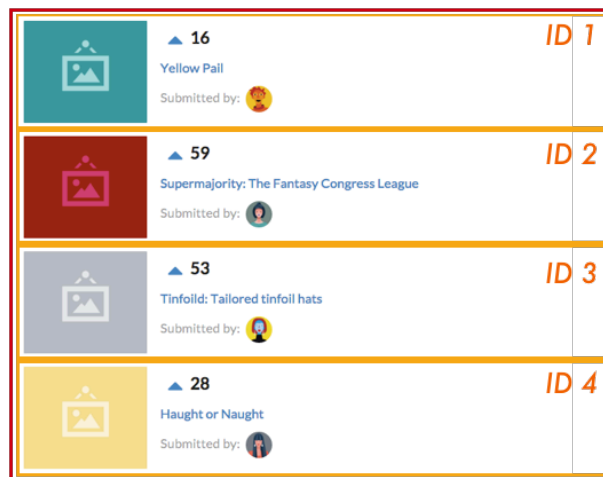 16
ID 1
Yellow Pail
Submitted by:
59
ID 2
Supermajority: The Fantasy Congress League
Submitted by:
53
ID 3
Tinfoild: Tailored tinfoil hats
Submitted by:
28
ID 4
Haught or Naught
Submitted by: